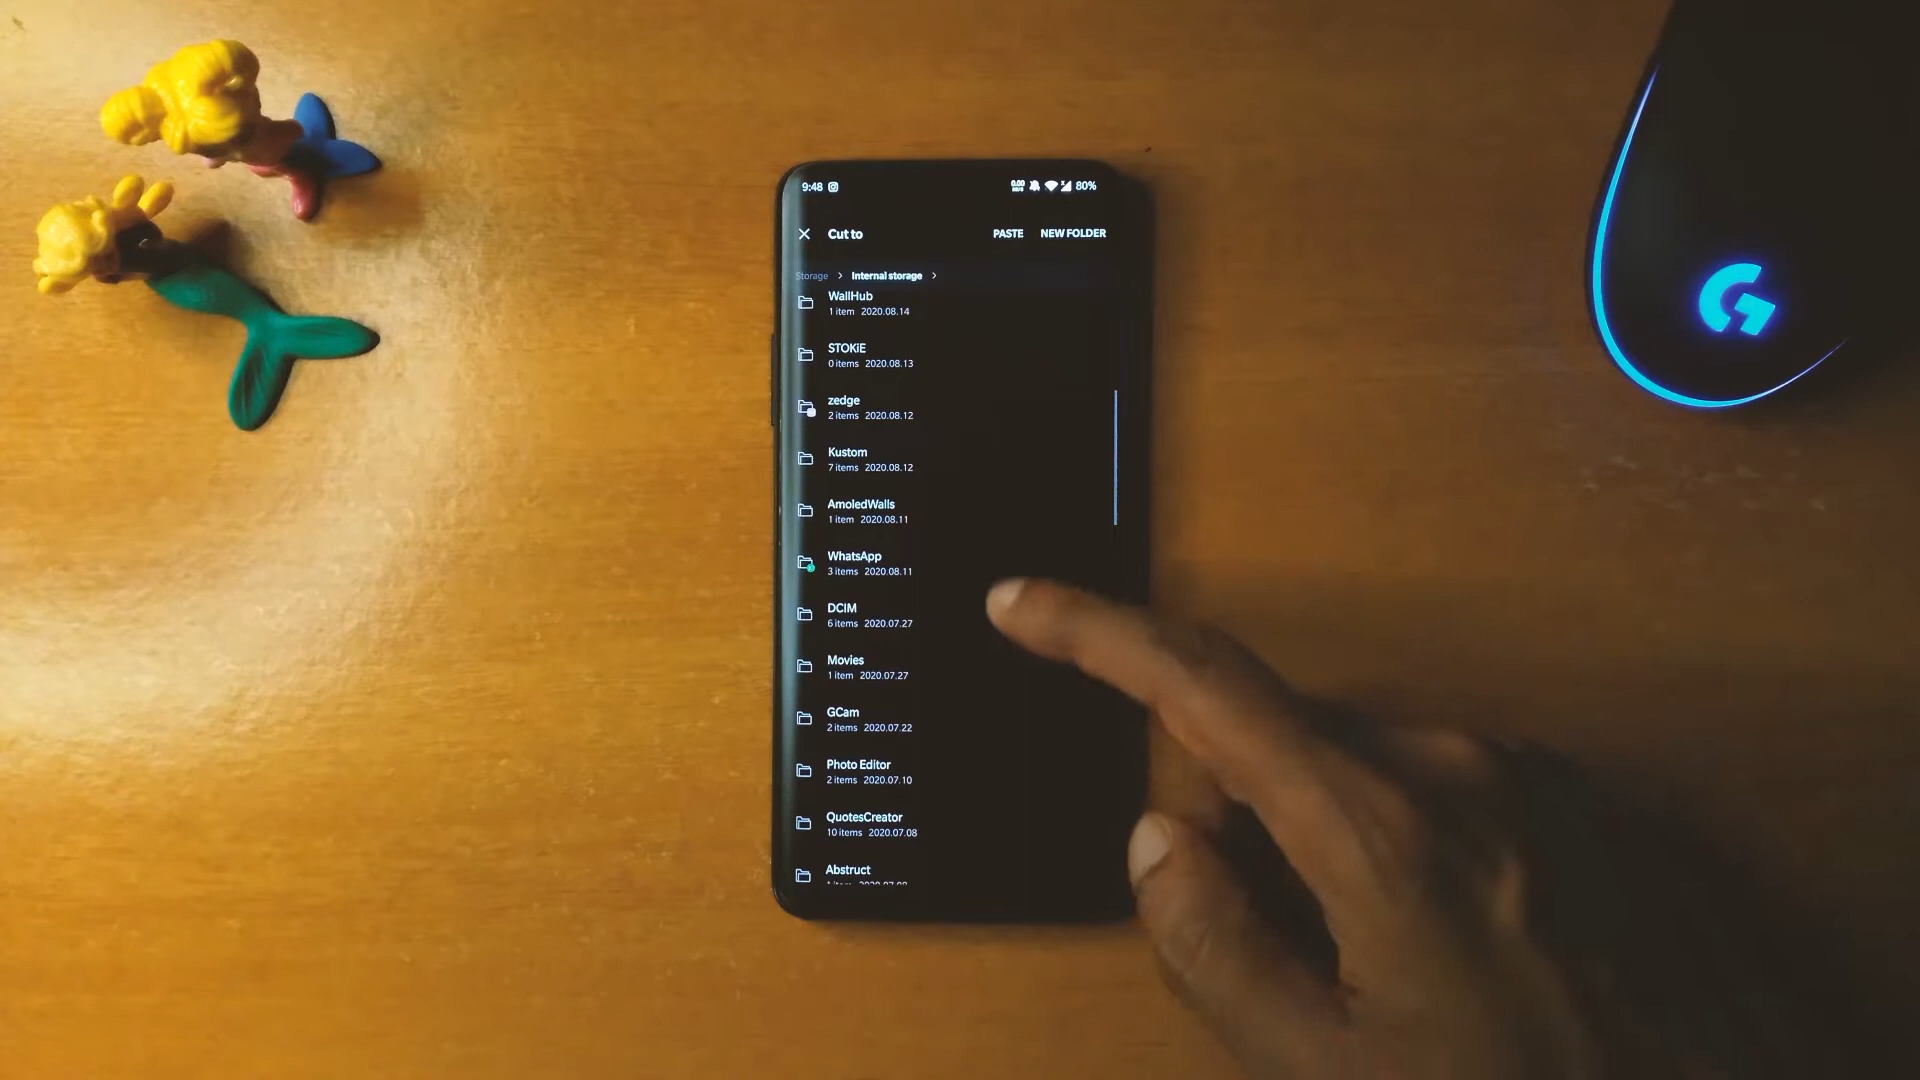 9:48 80%
Cut to PASTE NEW FOLDER
Storage > Internal storage >
WallHub
1 item 2020.08.14
STOKiE
0 items 2020.08.13
zedge
2 items 2020.08.12
Kustom
7 items 2020.08.12
AmoledWalls
1 item 2020.08.11
WhatsApp
3 items 2020.08.11
DCIM
6 items 2020.07.27
Movies
1 item 2020.07.27
GCam
2 items 2020.07.22
Photo Editor
2 items 2020.07.10
QuotesCreator
10 items 2020.07.08
Abstruct